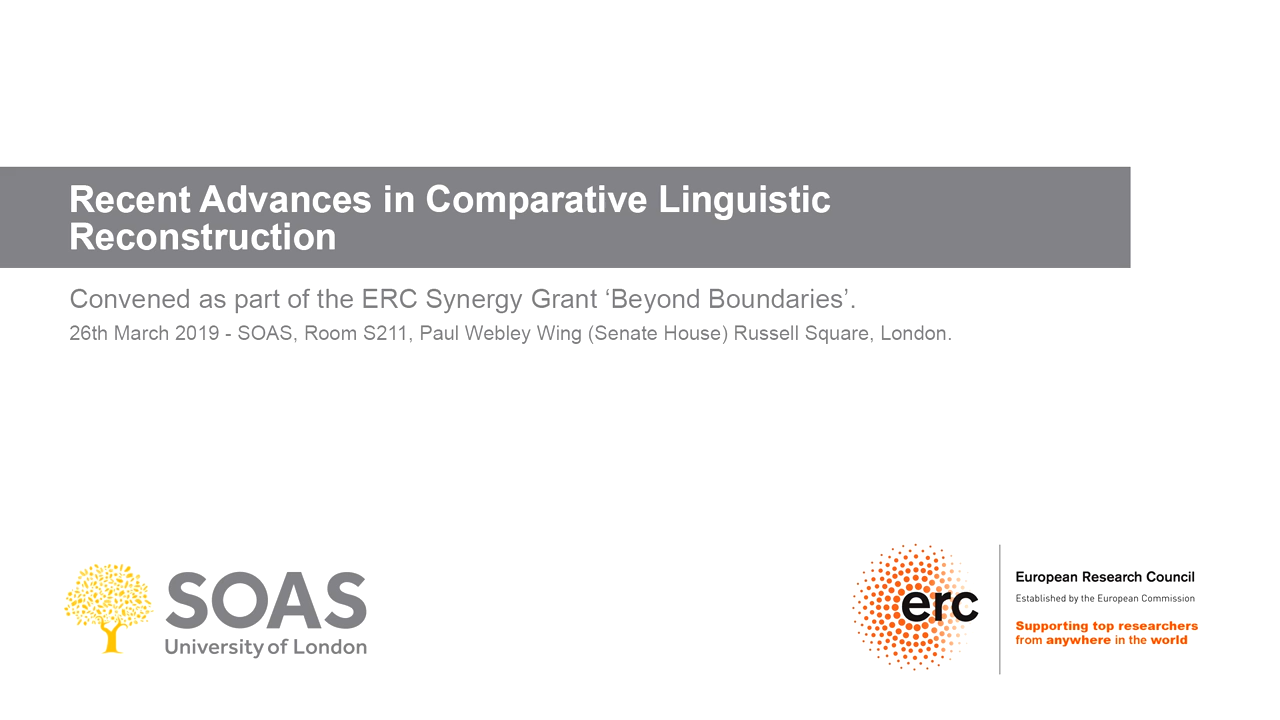 Recent Advances in Comparative Linguistic
Reconstruction
Convened as part of the ERC Synergy Grant ‘Beyond Boundaries’.
26th March 2019 - SOAS, Room S211, Paul Webley Wing (Senate House) Russell Square, London.
SOAS
University of London
erc
European Research Council
Established by the European Commission
Supporting top researchers
from anywhere in the world